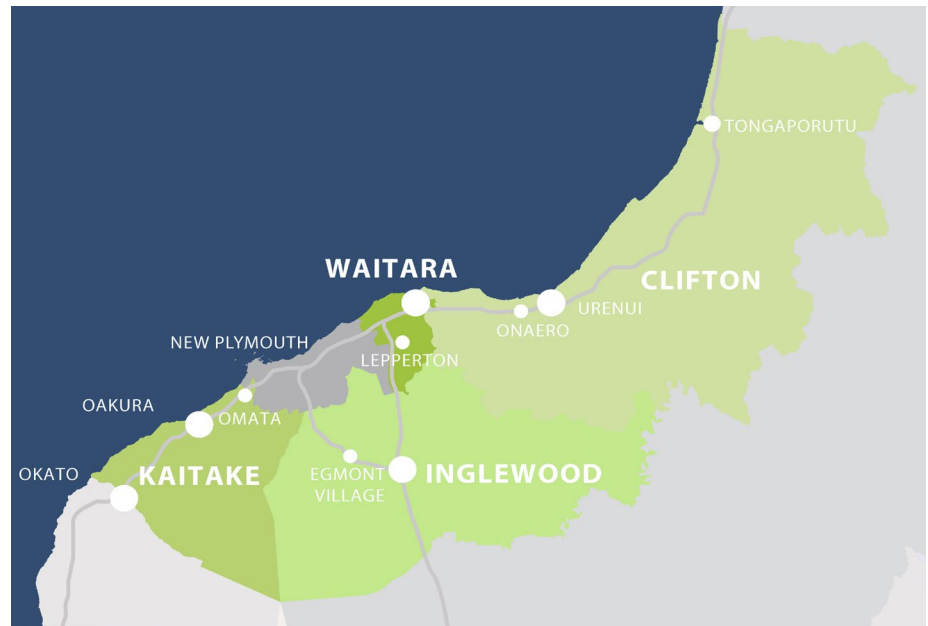 TONGAPORUTU
WAITARA
CLIFTON
URENUI
ONAERO
NEW PLYMOUTH
LEPPERTON
OAKURA
OMATA
OKATO
KAITAKE
EGMONT
VILLAGE
INGLEWOOD